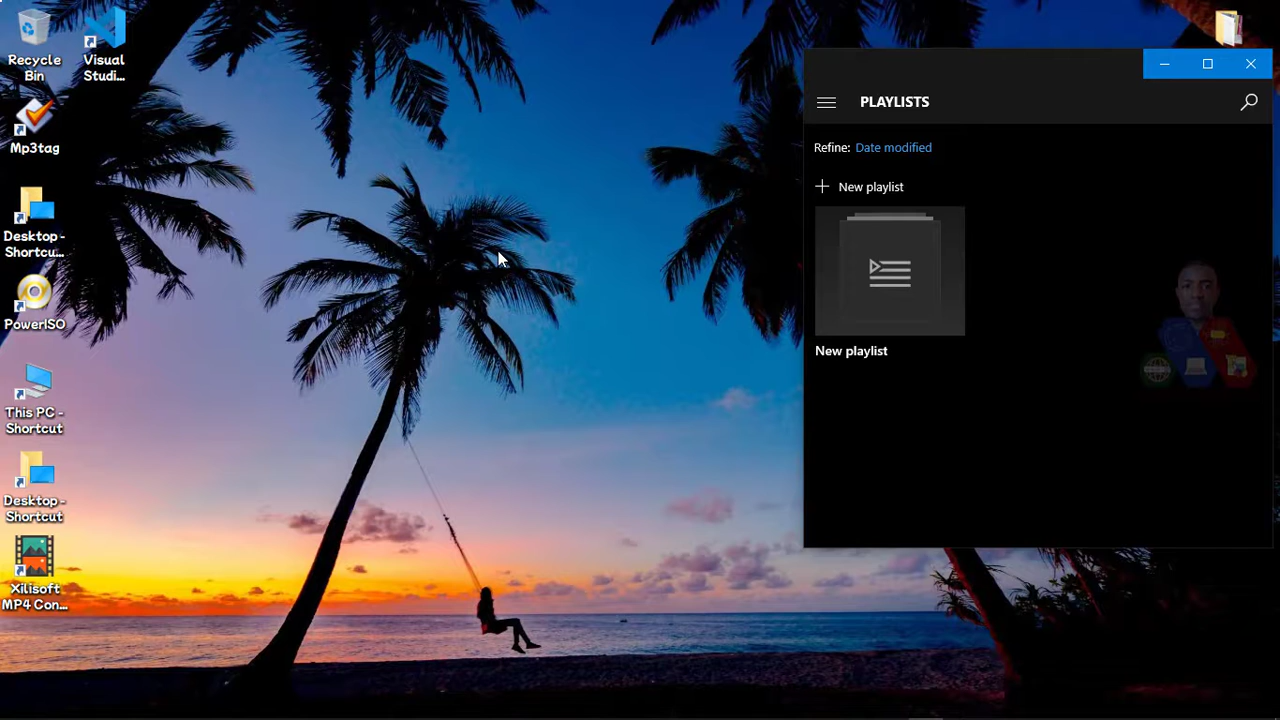 Recycle
Bin
Visual
Studi...
Mp3tag
Desktop -
Shortcu...
PowerISO
This PC -
Shortcut
Desktop -
Shortcut
Xilisoft
MP4 Con...
PLAYLISTS
Refine: Date modified
New playlist
New playlist